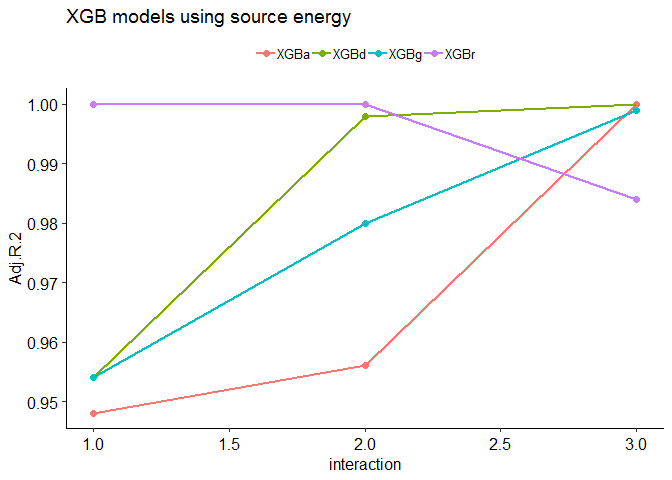 XGB models using source energy
XGBa XGBd XGBg XGBr
Adj.R.2
1.00
0.99
0.98
0.97
0.96
0.95
1.0 1.5 2.0 2.5 3.0
interaction